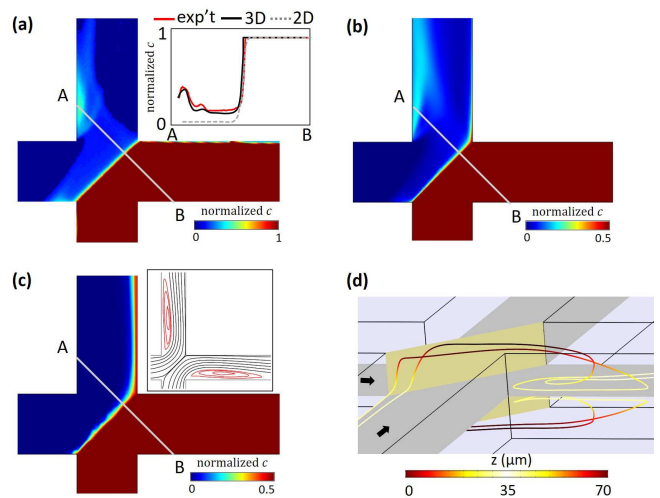 (a)
exp't 3D 2D
normalized c
1
0
A B
A
B
normalized c
0 1
(b)
A
B
normalized c
0 0.5
(c)
A
B
normalized c
0 0.5
(d)
z (μm)
0 35 70